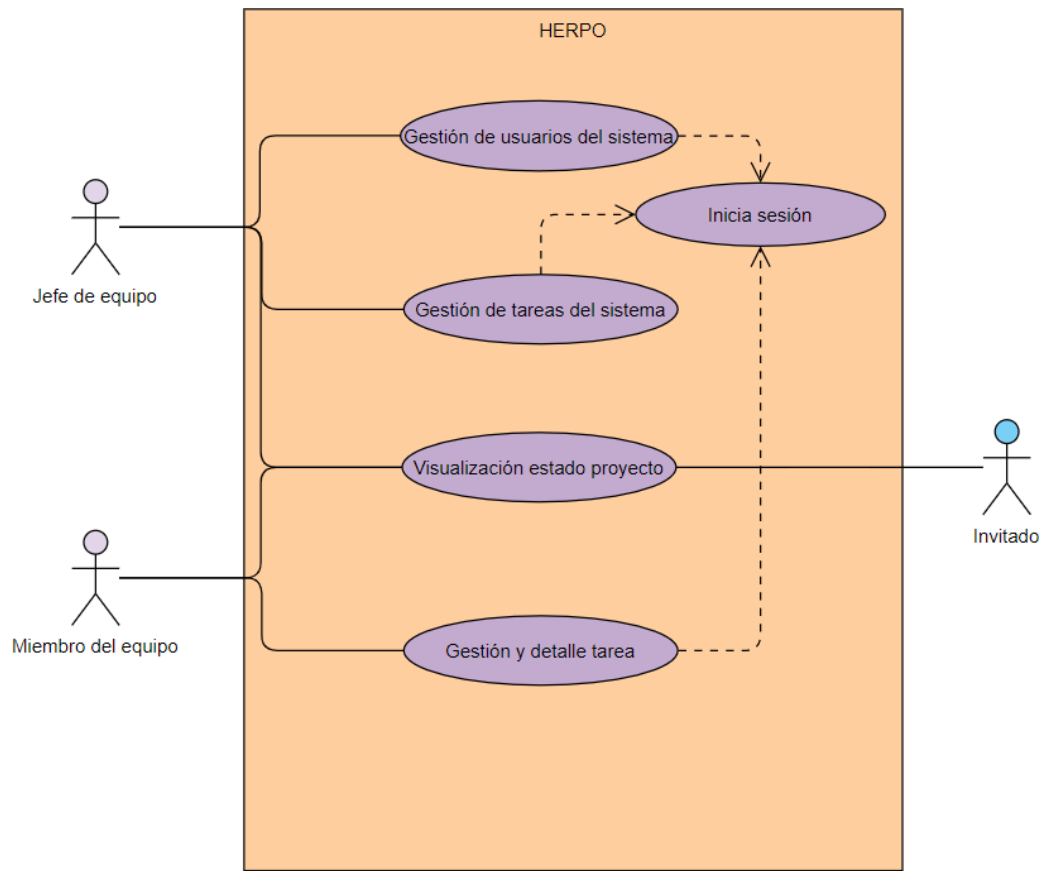 HERPO
Gestión de usuarios del sistema
Inicia sesión
Jefe de equipo
Gestión de tareas del sistema
Visualización estado proyecto
Invitado
Miembro del equipo
Gestión y detalle tarea